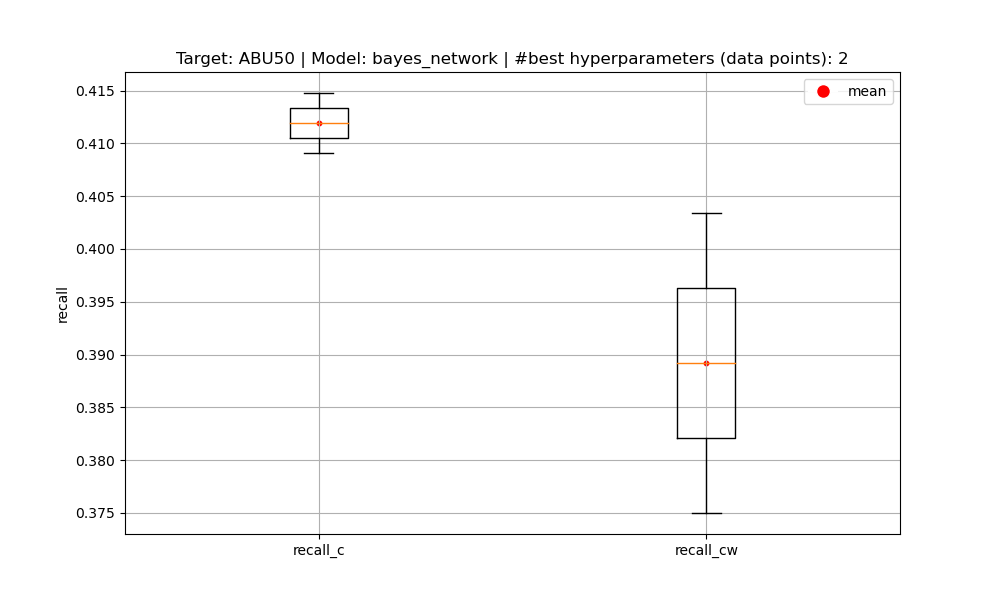 Target: ABU50 | Model: bayes_network | #best hyperparameters (data points): 2
mean
0.415
0.410
0.405
0.400
0.395
0.390
0.385
0.380
0.375
recall
recall_c
recall_cw